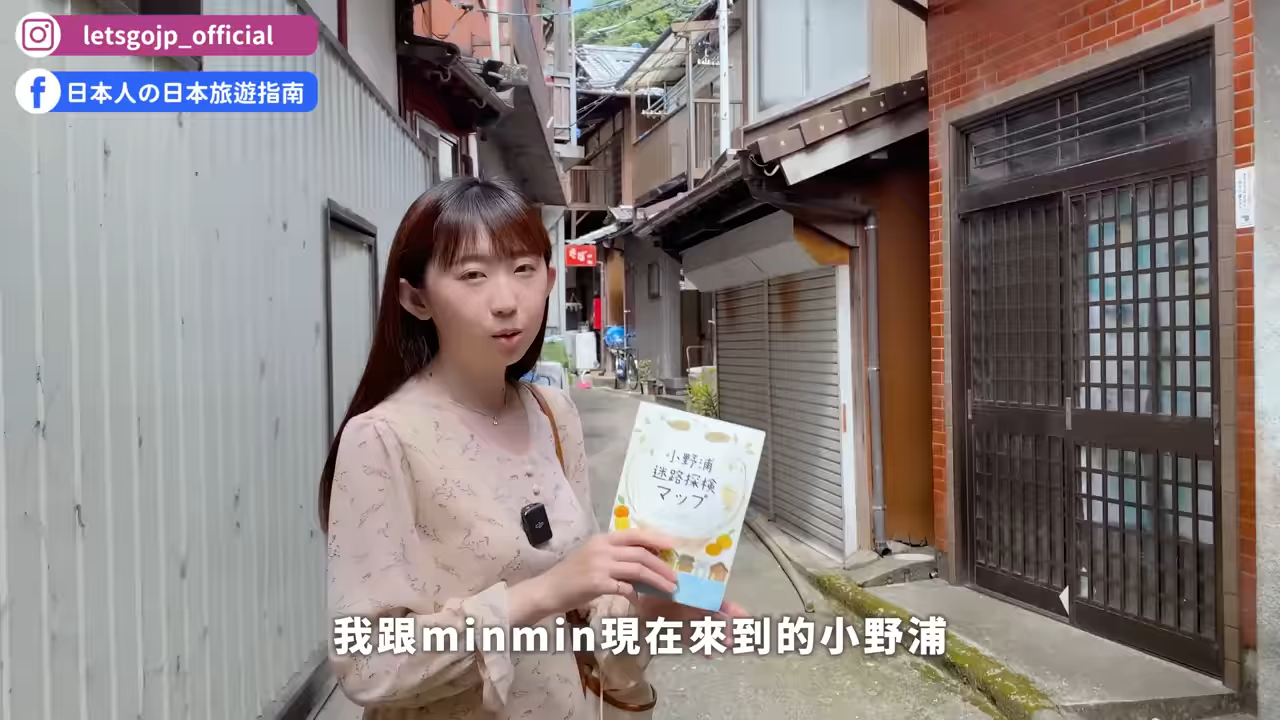 letsgojp_official
日本人の日本旅遊指南
小野浦
迷路探検
マップ
我跟minmin現在來到的小野浦